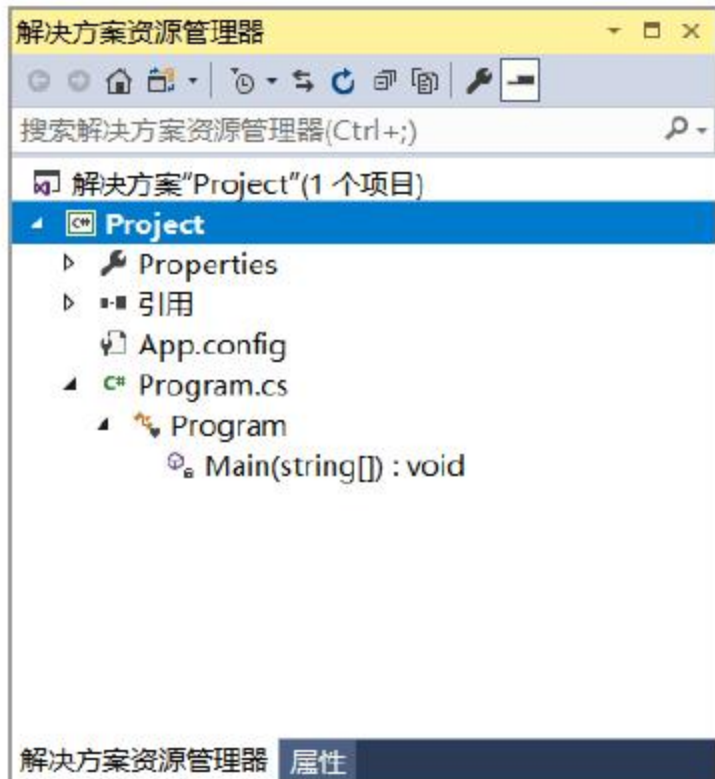 解决方案资源管理器
搜索解决方案资源管理器(Ctrl+;)
解决方案“Project”(1 个项目)
C# Project
Properties
引用
App.config
C# Program.cs
Program
Main(string[]) : void
解决方案资源管理器 属性